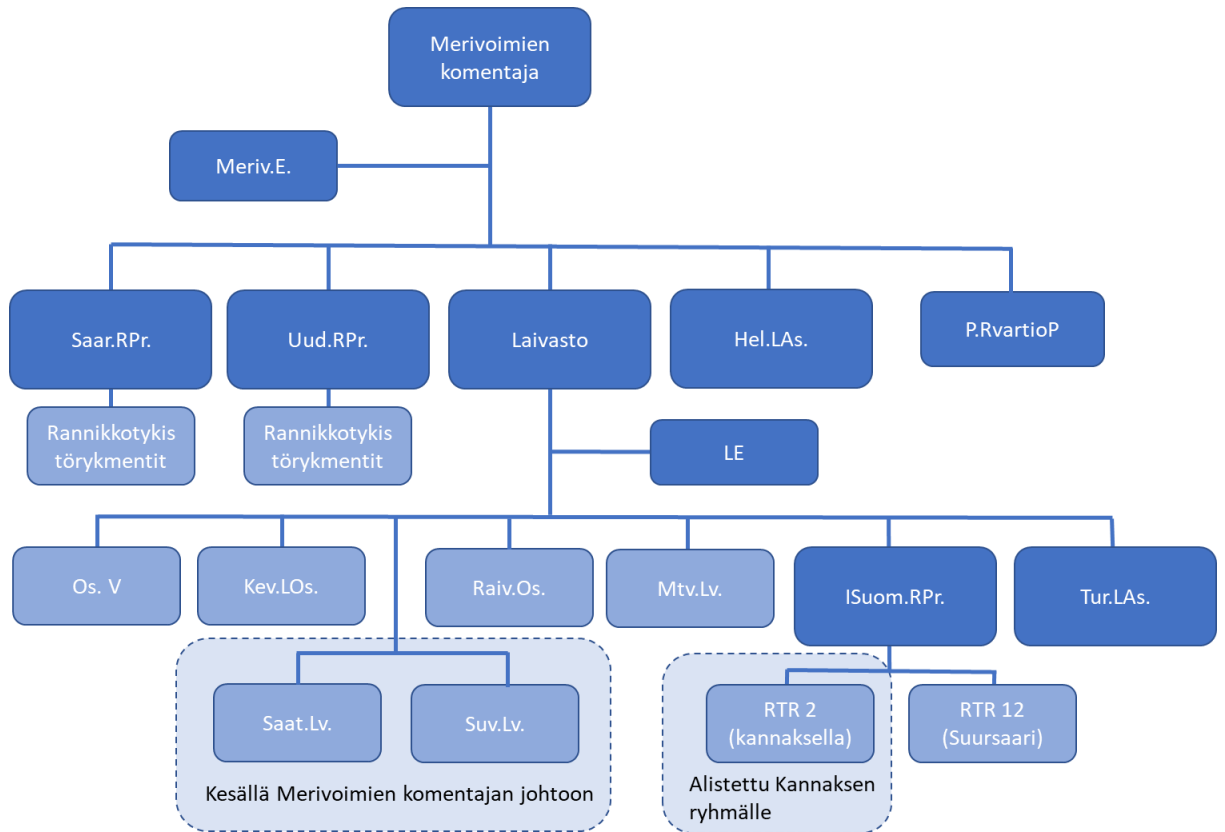 Merivoimien
komentaja
Meriv.E.
Saar.RPr.
Uud.RPr.
Laivasto
Hel.LAs.
P.RvartioP
Rannikkotykis
törykmentit
Rannikkotykis
törykmentit
LE
Os. V
Kev.LOs.
Raiv.Os.
Mtv.Lv.
ISuom.RPr.
Tur.LAs.
Saat.Lv.
Suv.Lv.
RTR 2
(kannaksella)
RTR 12
(Suursaari)
Kesällä Merivoimien komentajan johtoon
Alistettu Kannaksen
ryhmälle